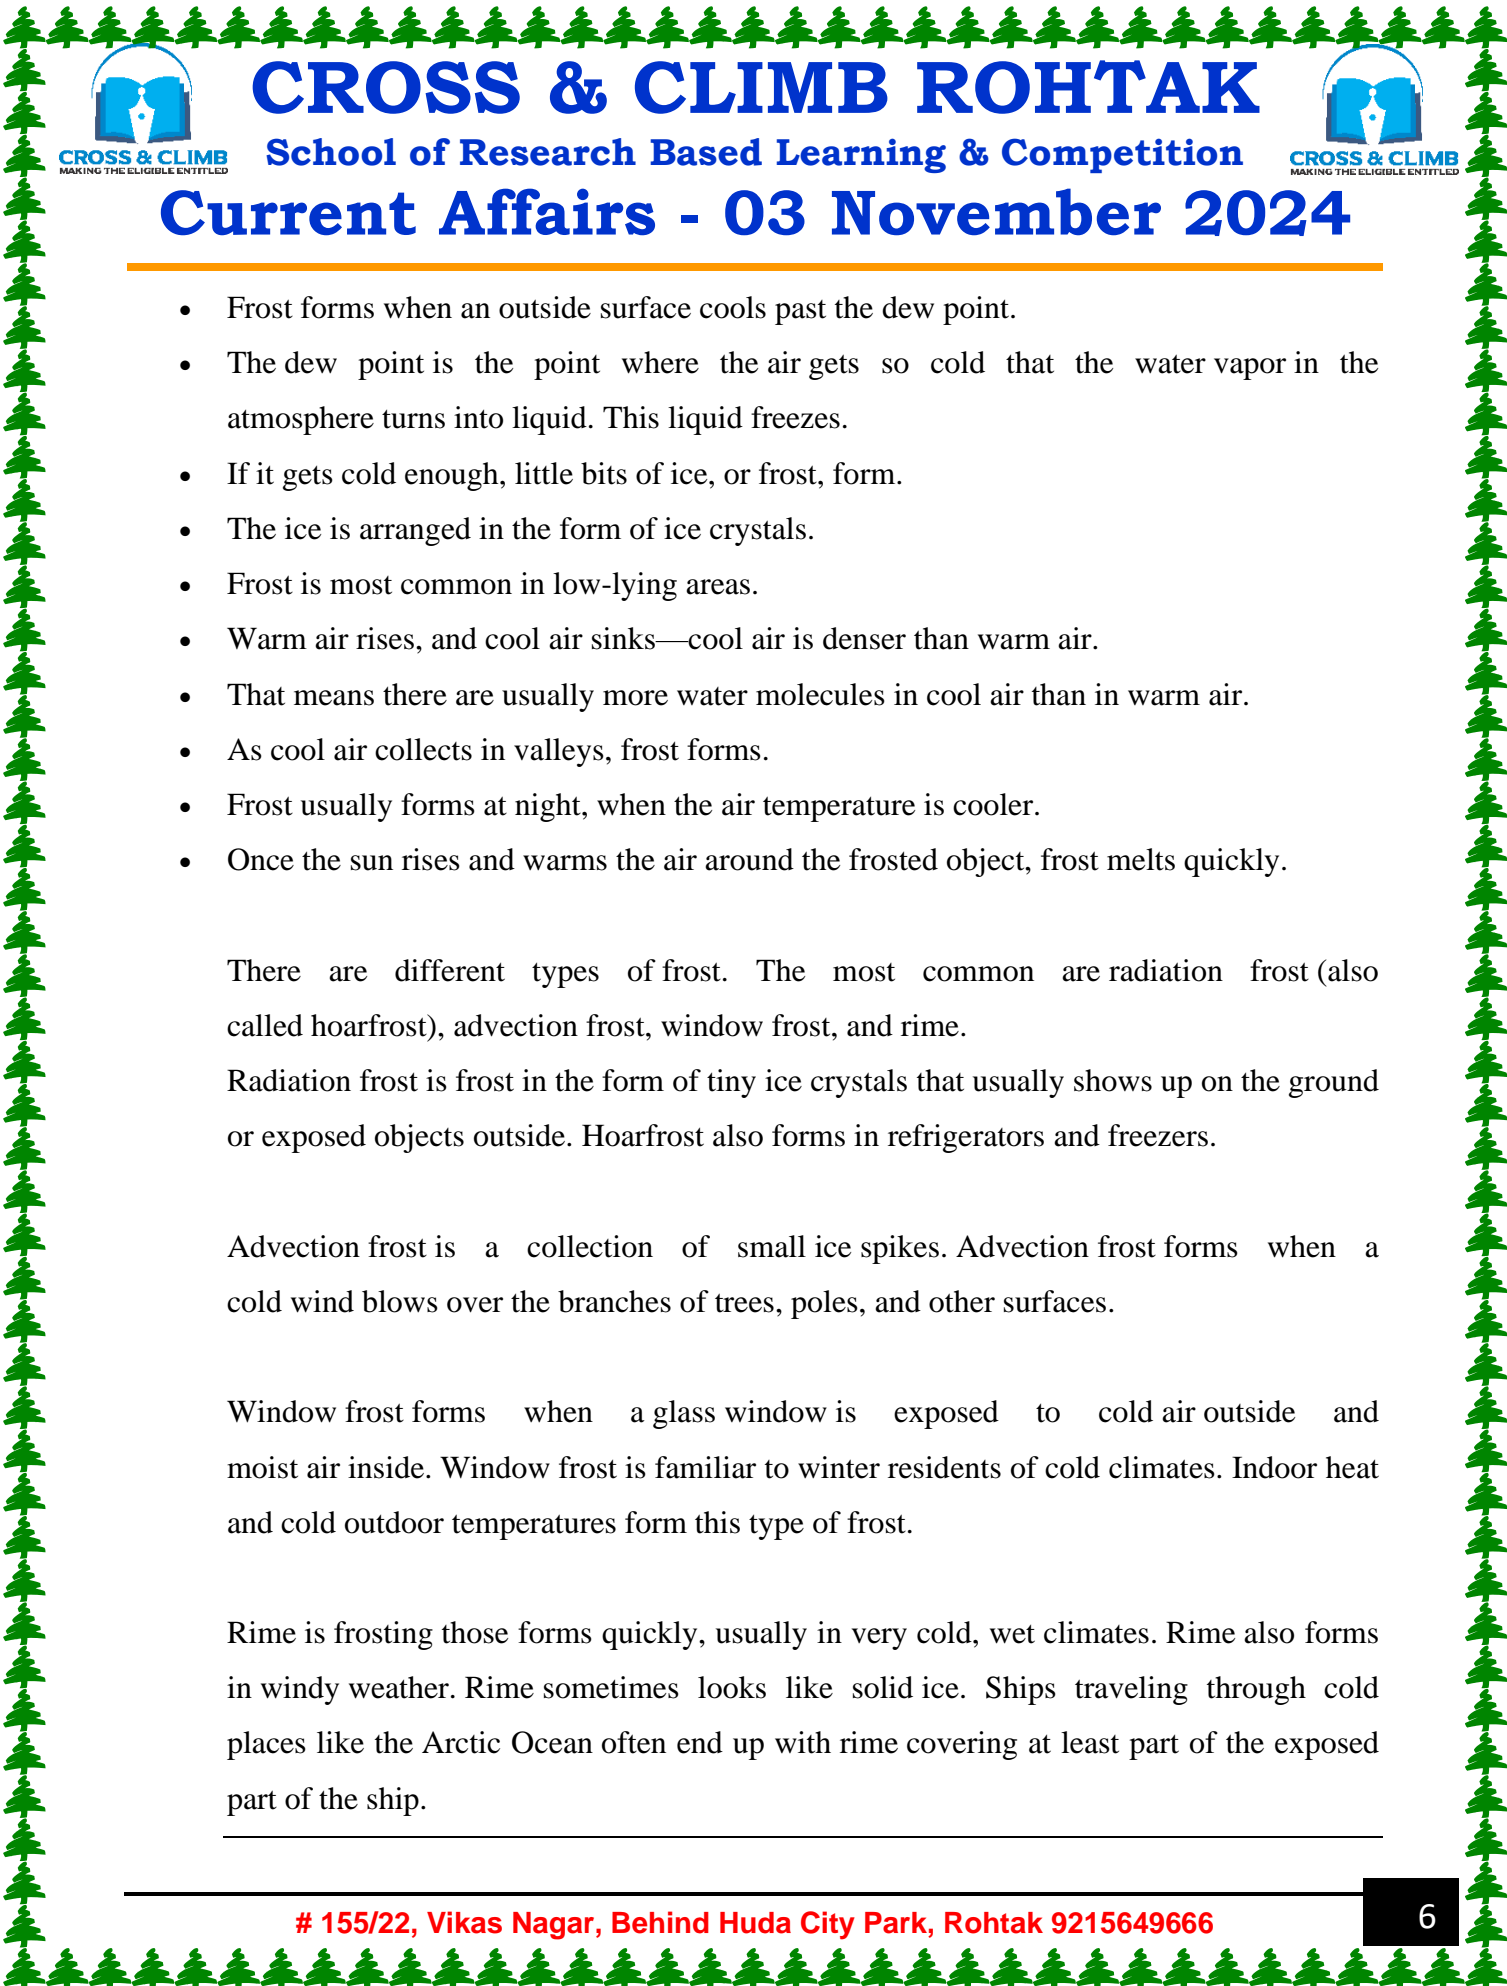 CROSS & CLIMB ROHTAK
School of Research Based Learning & Competition
CROSS & CLIMB
MAKING THE ELIGIBLE ENTITLED
CROSS & CLIMB
MAKING THE ELIGIBLE ENTITLED
Current Affairs - 03 November 2024
• Frost forms when an outside surface cools past the dew point.
• The dew point is the point where the air gets so cold that the water vapor in the
atmosphere turns into liquid. This liquid freezes.
• If it gets cold enough, little bits of ice, or frost, form.
• The ice is arranged in the form of ice crystals.
• Frost is most common in low-lying areas.
• Warm air rises, and cool air sinks—cool air is denser than warm air.
• That means there are usually more water molecules in cool air than in warm air.
• As cool air collects in valleys, frost forms.
• Frost usually forms at night, when the air temperature is cooler.
• Once the sun rises and warms the air around the frosted object, frost melts quickly.
There are different types of frost. The most common are radiation frost (also
called hoarfrost), advection frost, window frost, and rime.
Radiation frost is frost in the form of tiny ice crystals that usually shows up on the ground
or exposed objects outside. Hoarfrost also forms in refrigerators and freezers.
Advection frost is a collection of small ice spikes. Advection frost forms when a
cold wind blows over the branches of trees, poles, and other surfaces.
Window frost forms when a glass window is exposed to cold air outside and
moist air inside. Window frost is familiar to winter residents of cold climates. Indoor heat
and cold outdoor temperatures form this type of frost.
Rime is frosting those forms quickly, usually in very cold, wet climates. Rime also forms
in windy weather. Rime sometimes looks like solid ice. Ships traveling through cold
places like the Arctic Ocean often end up with rime covering at least part of the exposed
part of the ship.
# 155/22, Vikas Nagar, Behind Huda City Park, Rohtak 9215649666
6